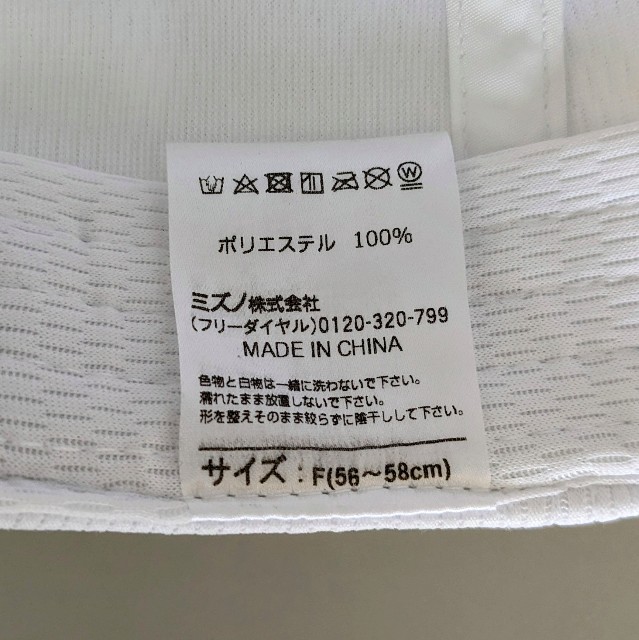 ポリエステル 100%
ミズノ株式会社
(フリーダイヤル)0120-320-799
MADE IN CHINA
色物と白物は一緒に洗わないで下さい。
濡れたまま放置しないで下さい。
形を整えそのまま絞らずに陰干しして下さい。
サイズ：F(56～58cm)